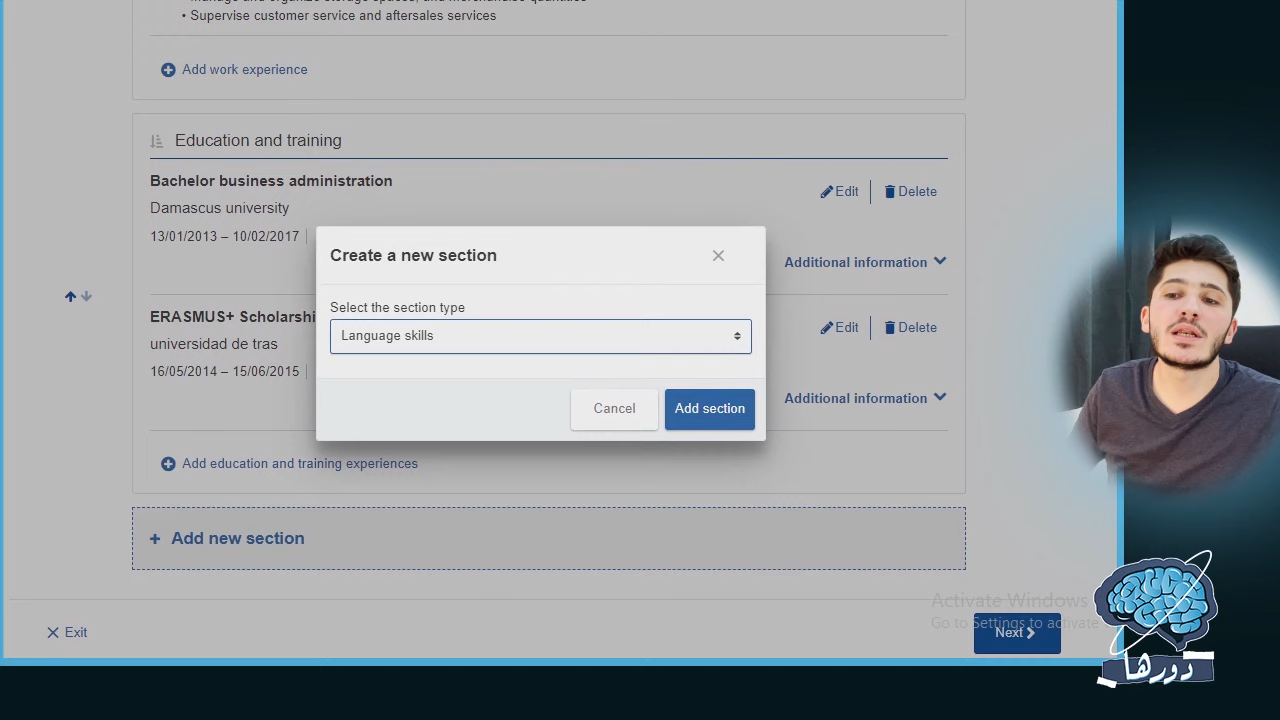 • Supervise customer service and aftersales services
Add work experience
Education and training
Bachelor business administration
Edit
Delete
Damascus university
13/01/2013 – 10/02/2017
Additional information
Create a new section
Select the section type
Language skills
Cancel
Add section
ERASMUS+ Scholarshi
Edit
Delete
universidad de tras
16/05/2014 – 15/06/2015
Additional information
Add education and training experiences
+ Add new section
Activate Windows
Go to Settings to activate
Exit
Next
دورها